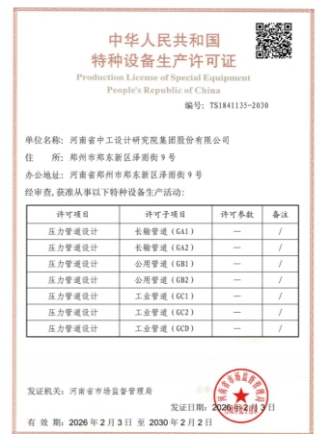 中华人民共和国
特种设备生产许可证
Production License of Special Equipment
People's Republic of China
编号: TS1841135-2030
单位名称: 河南省中工设计研究院集团股份有限公司
住 所: 郑州市郑东新区泽雨街9号
办公地址: 河南省郑州市郑东新区泽雨街9号
经审查,获准从事以下特种设备生产活动:
许可项目 许可子项目 许可参数 备注
压力管道设计 长输管道（GA1） — /
压力管道设计 长输管道（GA2） — /
压力管道设计 公用管道（GB1） — /
压力管道设计 公用管道（GB2） — /
压力管道设计 工业管道（GC1） — /
压力管道设计 工业管道（GC2） — /
压力管道设计 工业管道（GCD） — /
发证机关: 河南省市场监督管理局
发证日期: 2026年2月3日
有 效 期: 2026年2月3日 至 2030年2月2日